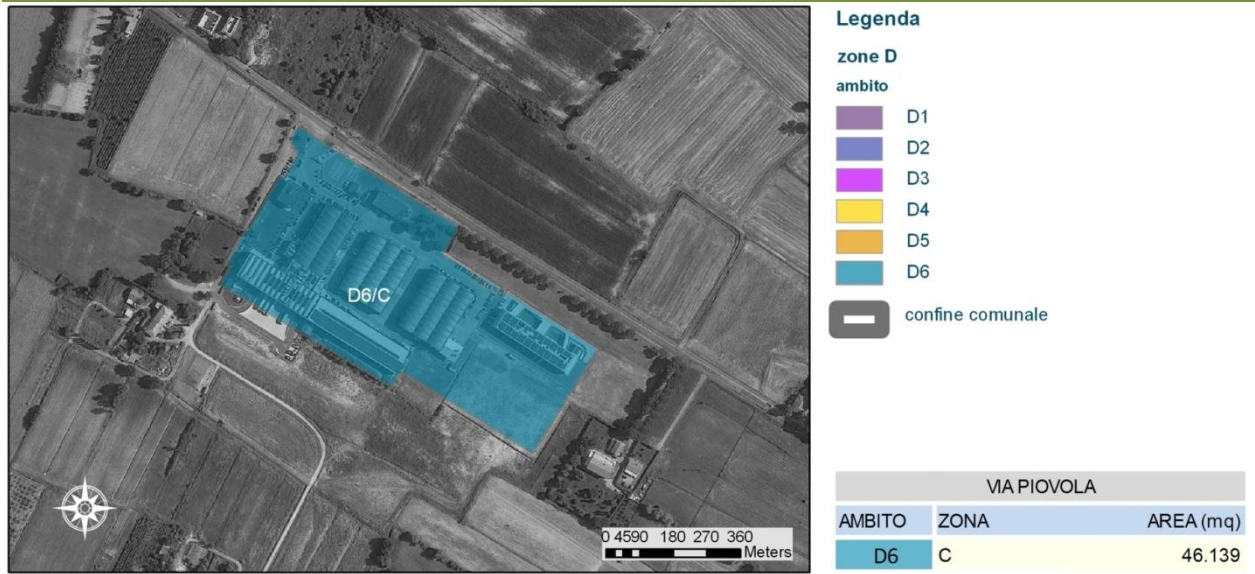 Legenda
zone D
ambito
D1
D2
D3
D4
D5
D6
confine comunale
D6/C
0 4590 180 270 360
Meters
VIA PIOVOLA
AMBITO ZONA AREA (mq)
D6 C 46.139